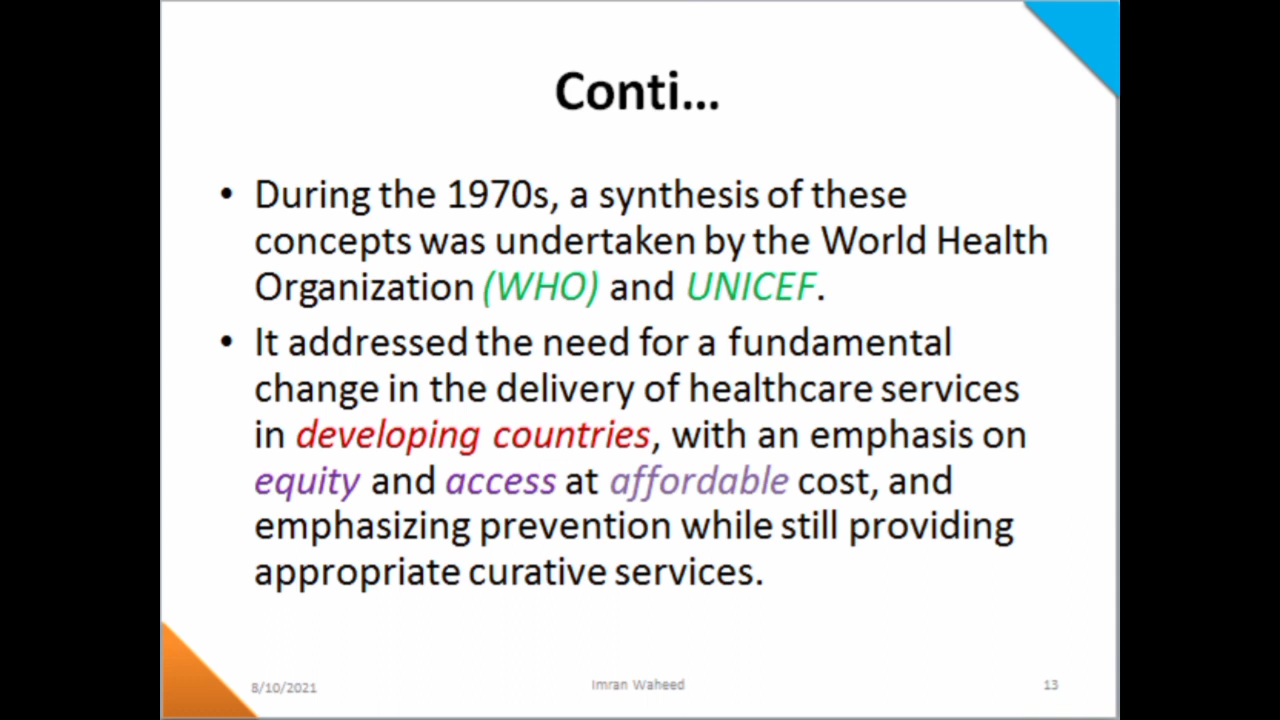 Conti...
• During the 1970s, a synthesis of these
concepts was undertaken by the World Health
Organization (WHO) and UNICEF.
• It addressed the need for a fundamental
change in the delivery of healthcare services
in developing countries, with an emphasis on
equity and access at affordable cost, and
emphasizing prevention while still providing
appropriate curative services.
8/10/2021 Imran Waheed 13